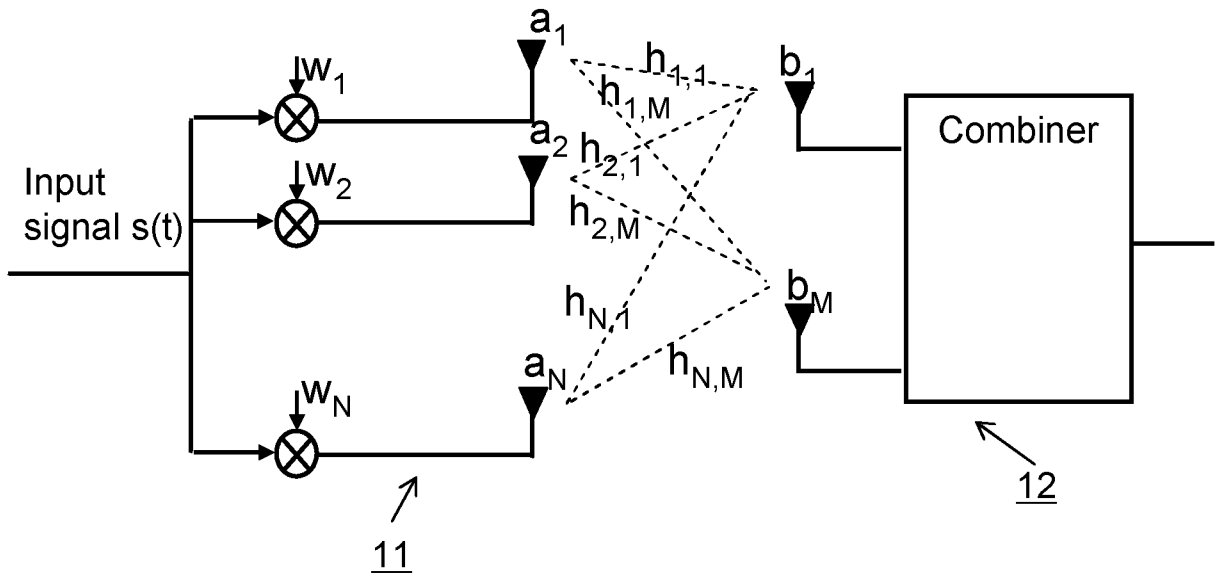 a1
w1
h1,1
b1
h1,M
Combiner
a2
w2
h2,1
Input
signal s(t)
h2,M
bM
hN,1
aN
hN,M
wN
12
11